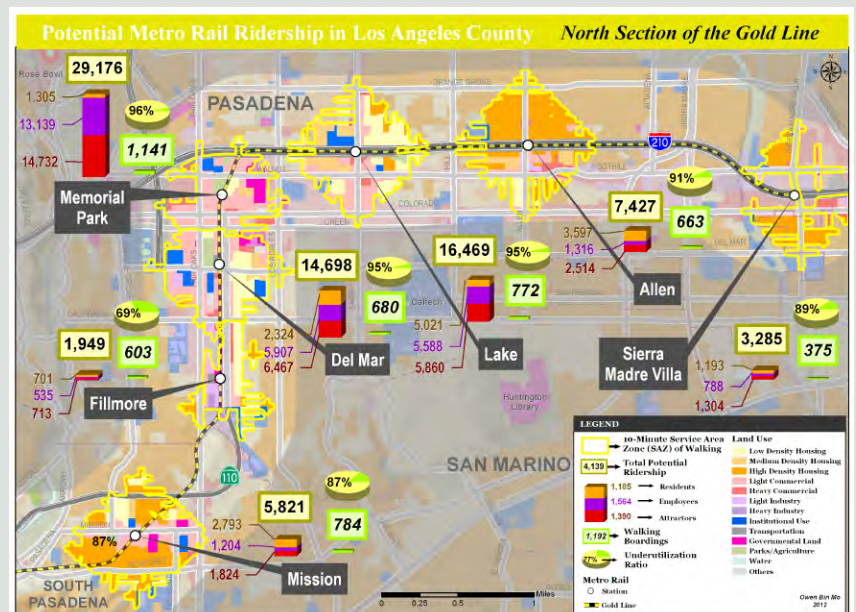 Potential Metro Rail Ridership in Los Angeles County North Section of the Gold Line
Rose Bowl
29,176
1.305
13,139
14,732
96%
1,141
Memorial
Park
PASADENA
ORANGE GROVE
WALNUT
COLORADO
GREEN
210
91%
7,427
663
3,597
1,316
2,514
Allen
DEL MAR
16,469
95%
772
5.021
5,588
5,860
Lake
Caltech
14,698
95%
680
2,324
5,907
6,467
Del Mar
69%
1,949
603
701
535
713
Fillmore
89%
3,285
375
1,193
788
1,304
Sierra
Madre Villa
Huntington
Library
SAN MARINO
110
87%
5,821
784
2,793
1,204
1,824
Mission
MISSION
87%
SOUTH
PASADENA
0
0.25
0.5
1
Miles
LEGEND
10-Minute Service Area
Zone (SAZ) of Walking
4,139 Total Potential
Ridership
1,185 Residents
1,564 Employees
1,390 Attractors
1,192 Walking
Boardings
77% Underutilization
Ratio
Metro Rail
Station
Gold Line
Land Use
Low Density Housing
Medium Density Housing
High Density Housing
Light Commercial
Heavy Commercial
Light Industry
Heavy Industry
Institutional Use
Transportation
Governmental Land
Parks/Agriculture
Water
Others
Owen Bin Mo
2012